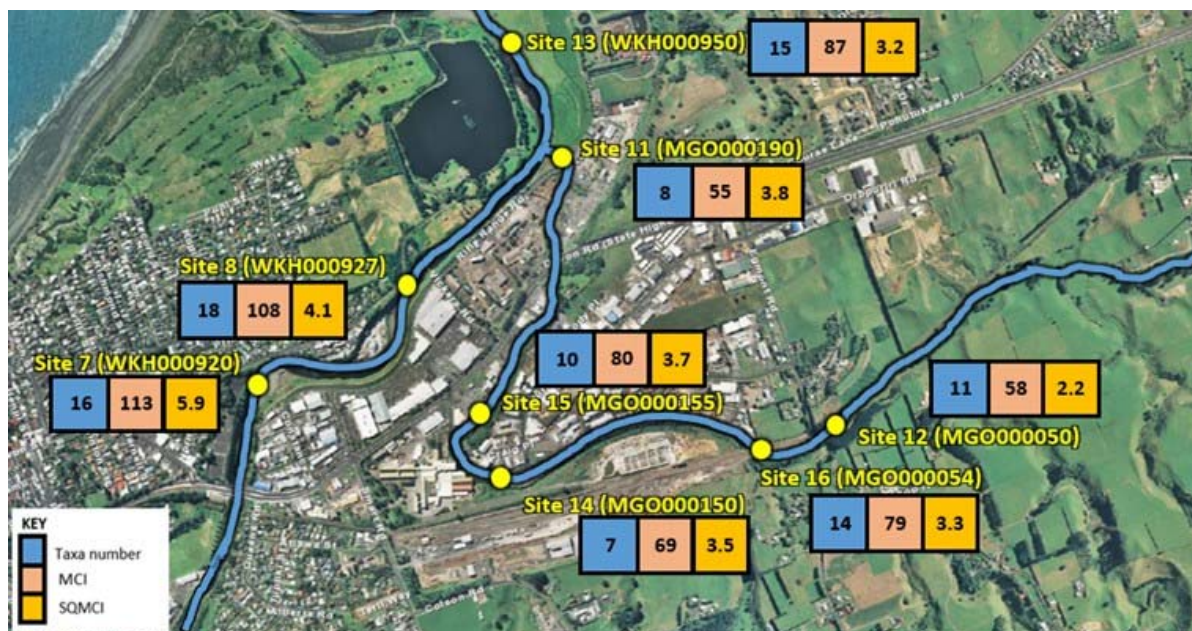 Site 13 (WKH000950)
15 87 3.2
Site 11 (MGO000190)
8 55 3.8
Site 8 (WKH000927)
18 108 4.1
Site 7 (WKH000920)
16 113 5.9
10 80 3.7
Site 15 (MGO000155)
11 58 2.2
Site 12 (MGO000050)
Site 16 (MGO000054)
14 79 3.3
Site 14 (MGO000150)
7 69 3.5
Colson Rd
KEY
Taxa number
MCI
SQMCI